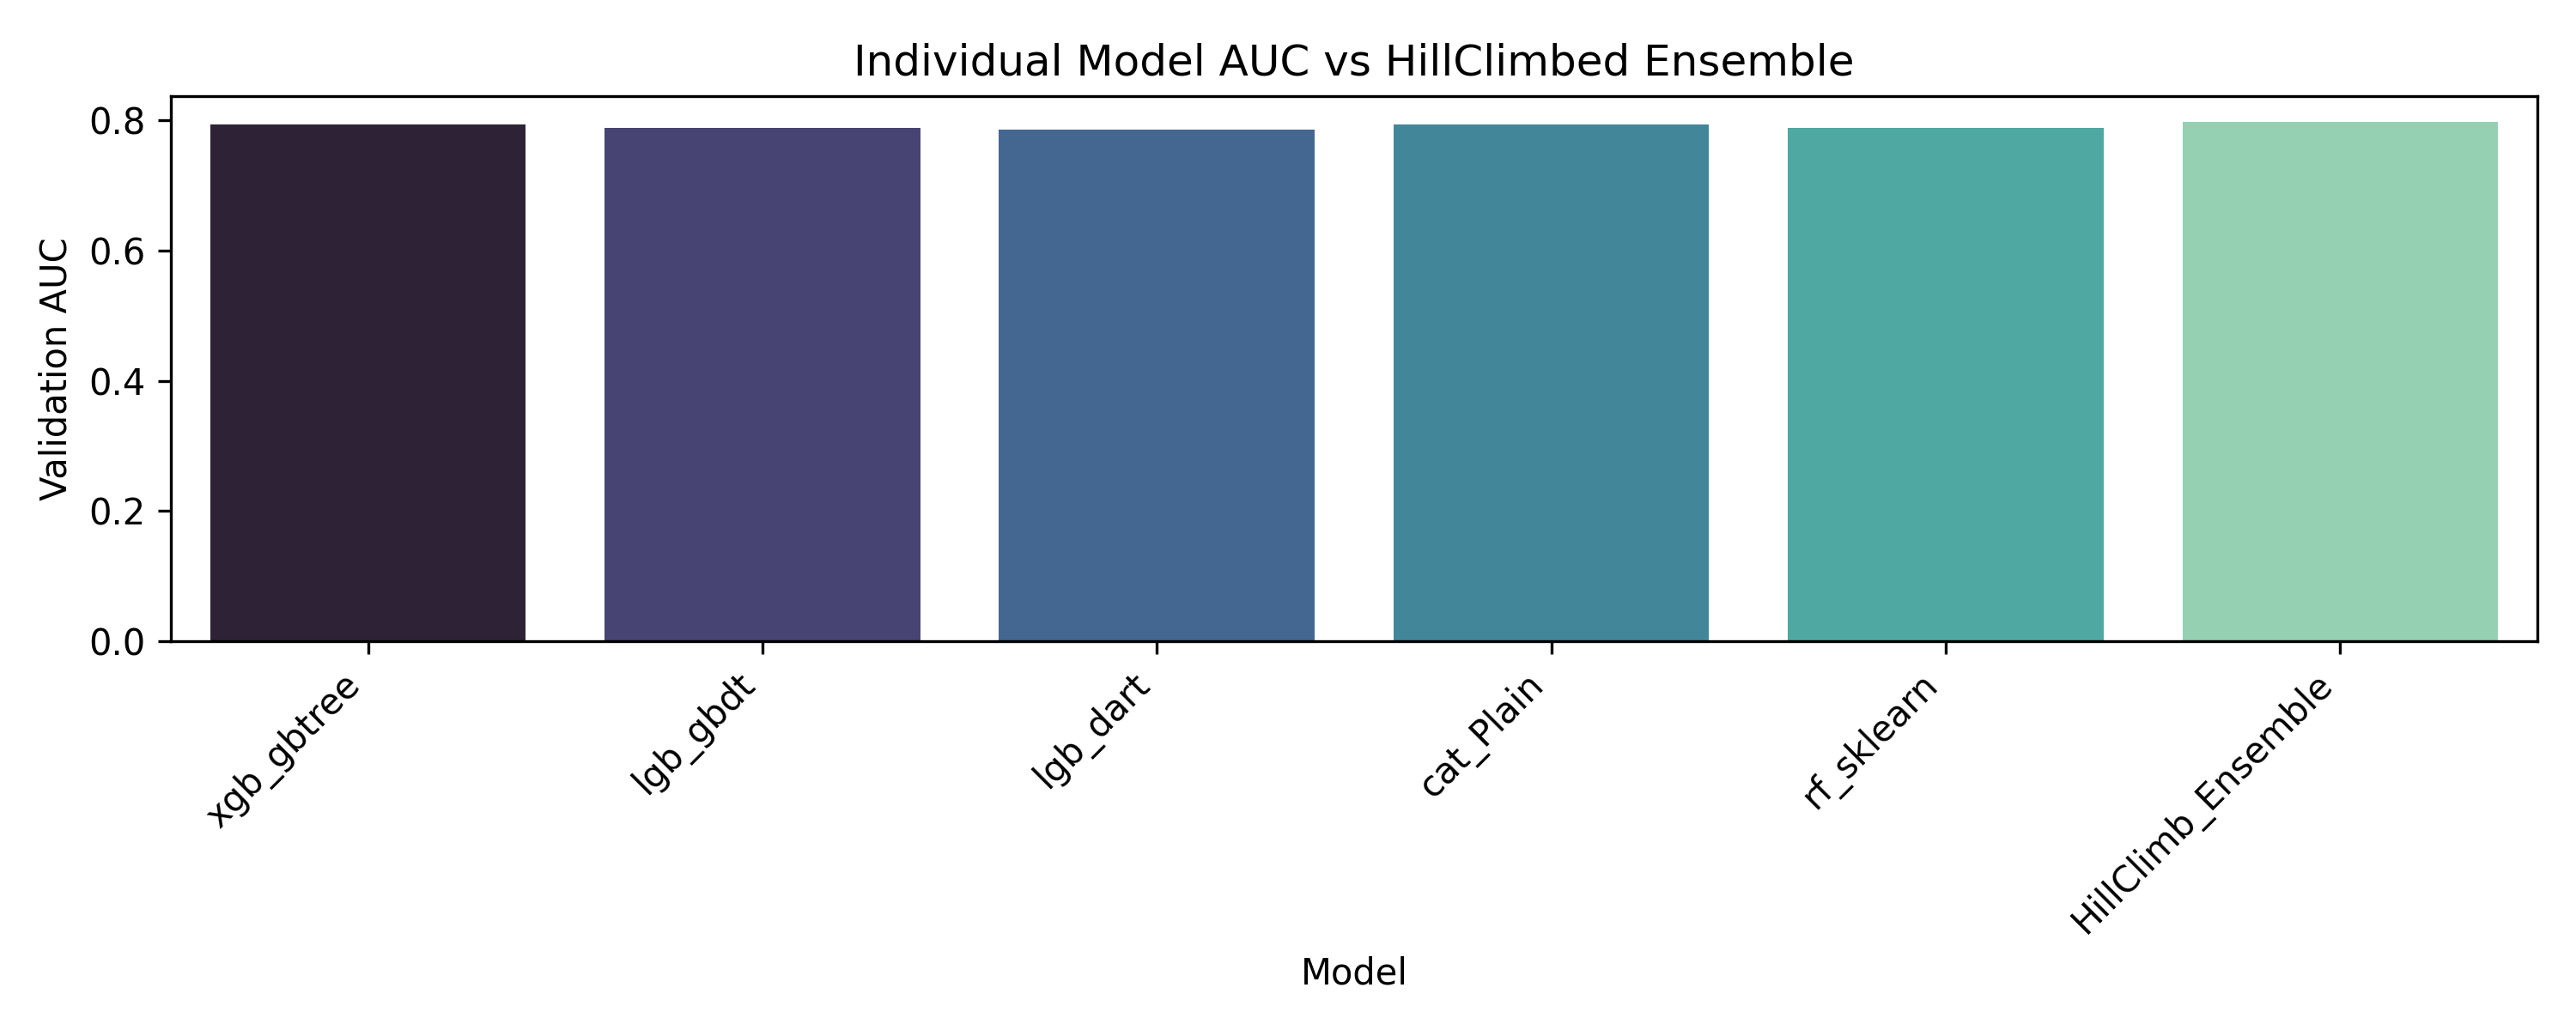 Individual Model AUC vs HillClimbed Ensemble
Validation AUC
0.8
0.6
0.4
0.2
0.0
xgb_gbtree
lgb_gbdt
lgb_dart
cat_Plain
rf_sklearn
HillClimb_Ensemble
Model